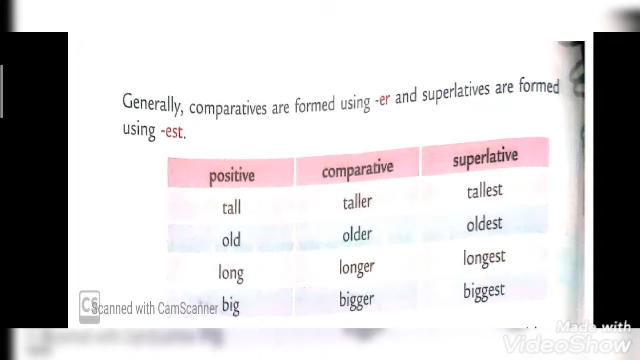 Generally, comparatives are formed using -er and superlatives are formed
using -est.
positive comparative superlative
tall taller tallest
old older oldest
long longer longest
big bigger biggest
CS Scanned with CamScanner
Made with
VideoShow